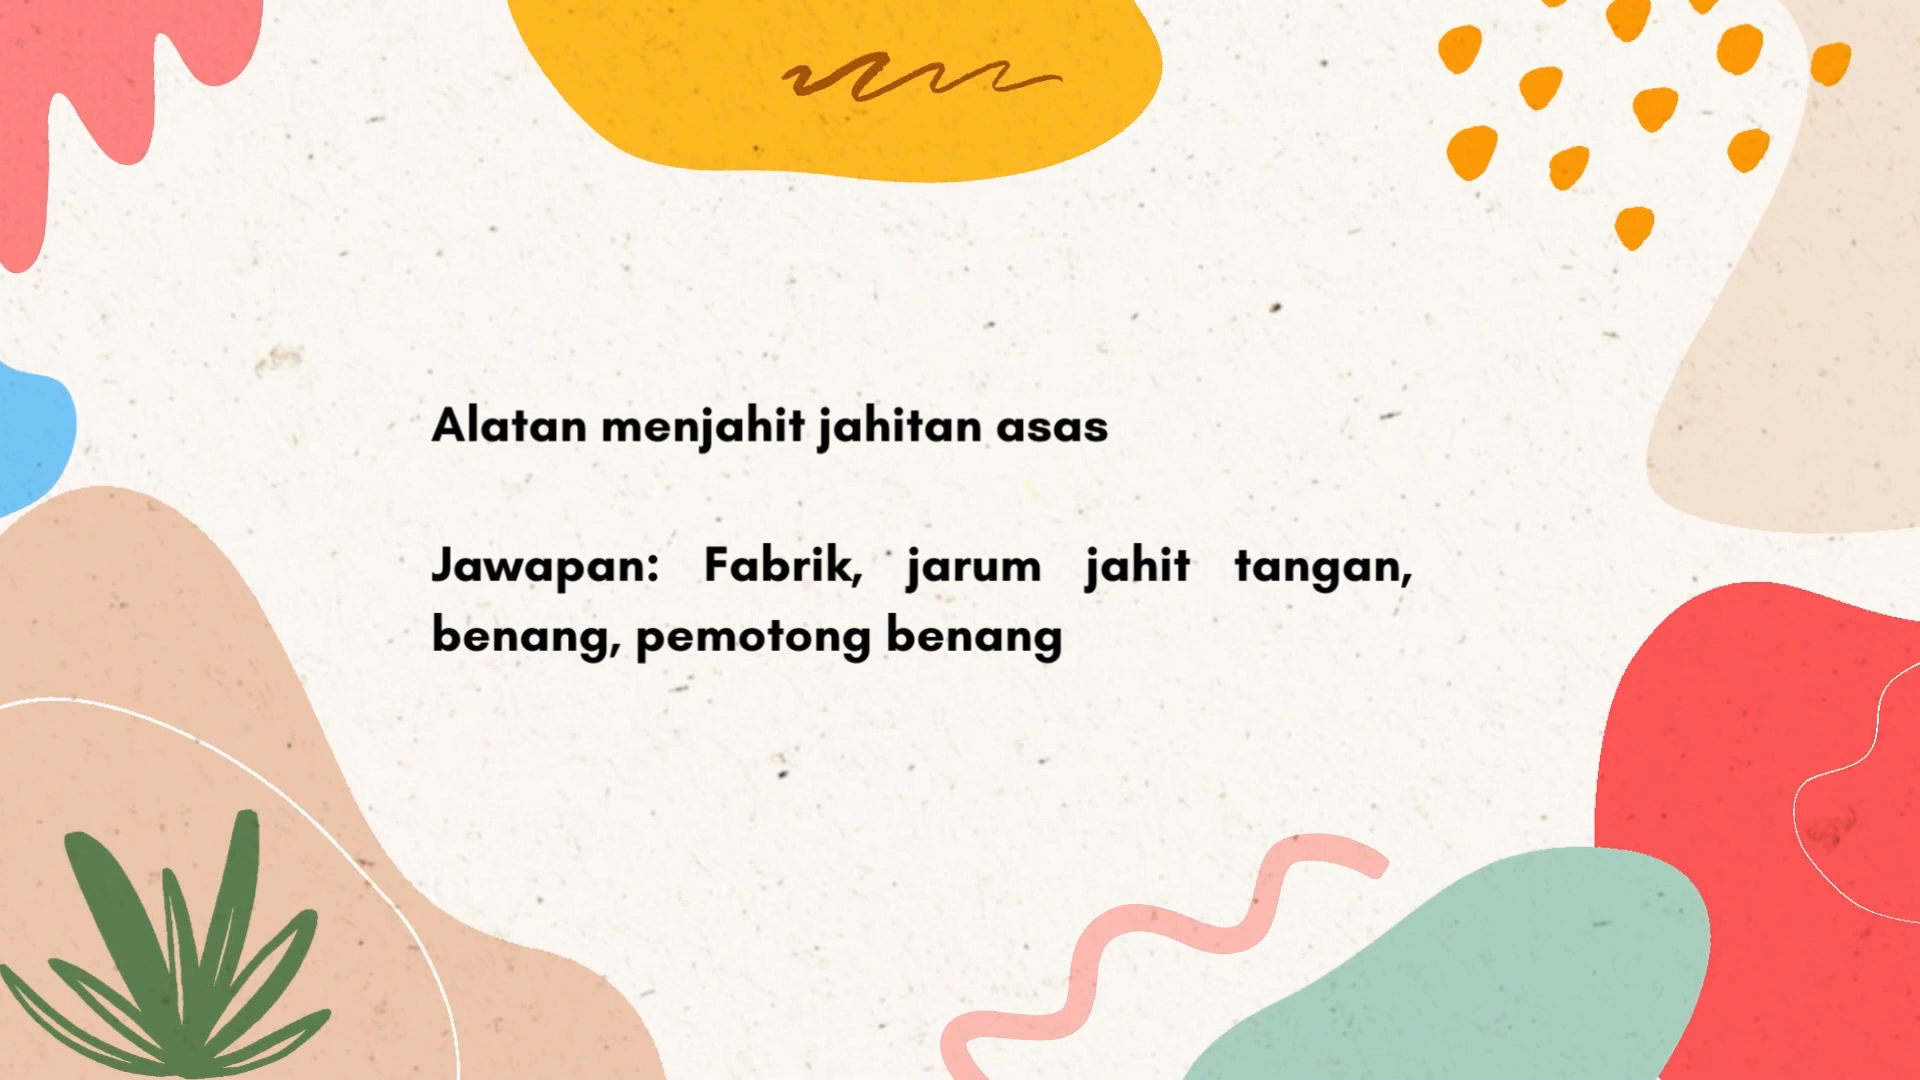 Alatan menjahit jahitan asas
Jawapan: Fabrik, jarum jahit tangan,
benang, pemotong benang